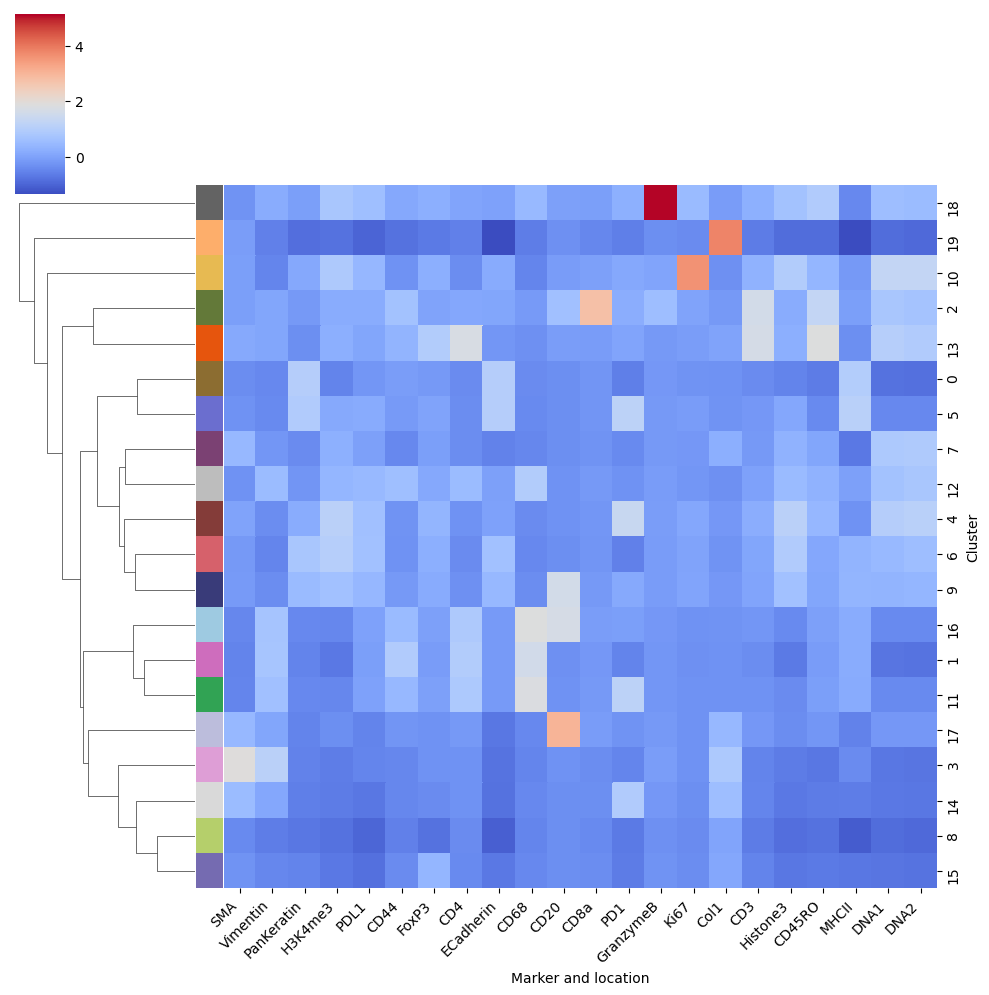 4
2
0
18
19
10
2
13
0
5
7
12
4
6
9
16
1
11
17
3
14
8
15
Cluster
SMA
Vimentin
PanKeratin
H3K4me3
PDL1
CD44
FoxP3
CD4
ECadherin
CD68
CD20
CD8a
PD1
GranzymeB
Ki67
Col1
CD3
Histone3
CD45RO
MHCII
DNA1
DNA2
Marker and location